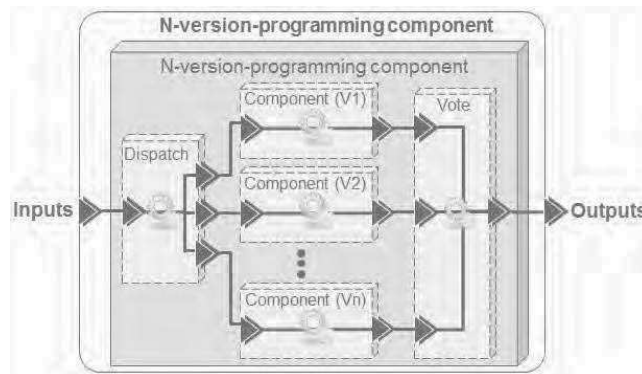 N-version-programming component
N-version-programming component
Component (V1)
Vote
Dispatch
Component (V2)
Inputs
Outputs
Component (Vn)